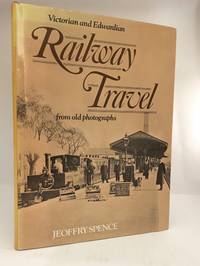 Victorian and Edwardian
Railway
Travel
from old photographs
JEOFFRY SPENCE